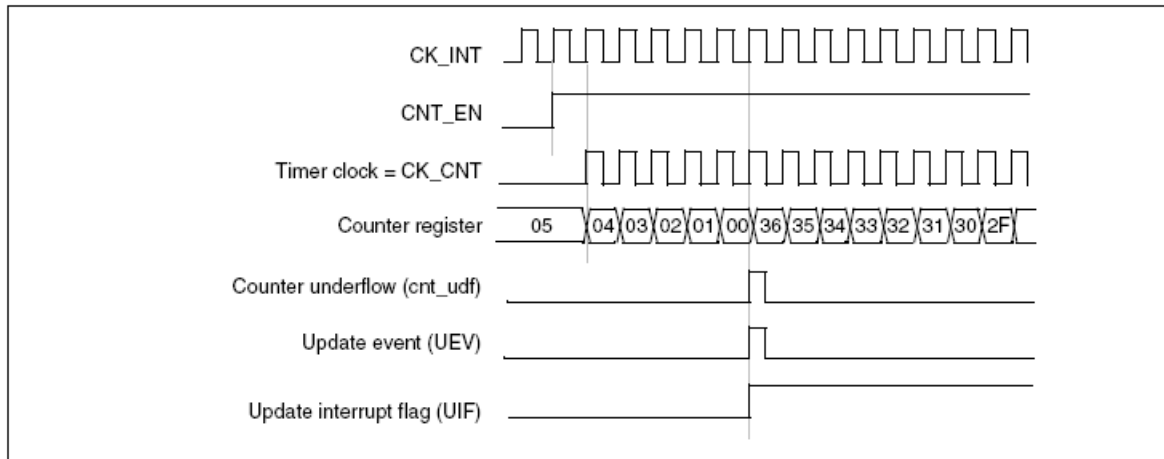 CK_INT
CNT_EN
Timer clock = CK_CNT
Counter register 05 04 03 02 01 00 36 35 34 33 32 31 30 2F
Counter underflow (cnt_udf)
Update event (UEV)
Update interrupt flag (UIF)